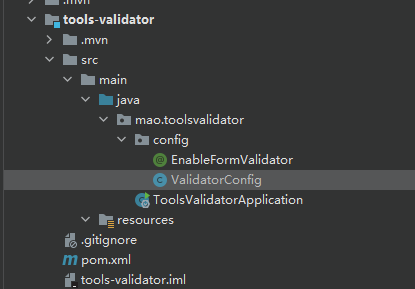 .mvn
tools-validator
.mvn
src
main
java
mao.toolsvalidator
config
EnableFormValidator
ValidatorConfig
ToolsValidatorApplication
resources
.gitignore
pom.xml
tools-validator.iml